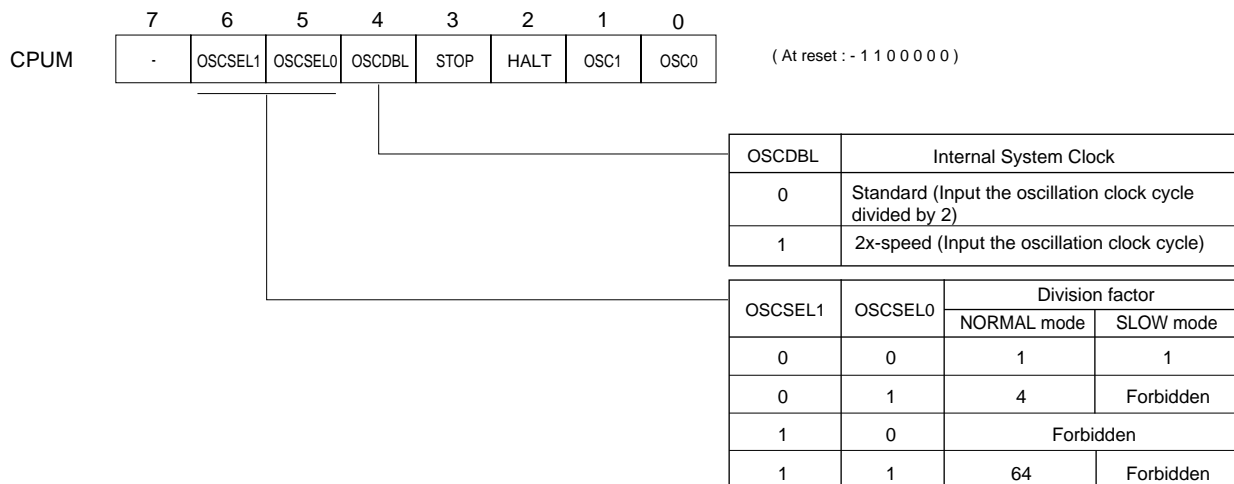 7 6 5 4 3 2 1 0
CPUM - OSCSEL1 OSCSEL0 OSCDBL STOP HALT OSC1 OSC0 ( At reset : - 1 1 0 0 0 0 0 )
OSCDBL Internal System Clock
0 Standard (Input the oscillation clock cycle
divided by 2)
1 2x-speed (Input the oscillation clock cycle)
OSCSEL1 OSCSEL0 Division factor
NORMAL mode SLOW mode
0 0 1 1
0 1 4 Forbidden
1 0 Forbidden
1 1 64 Forbidden